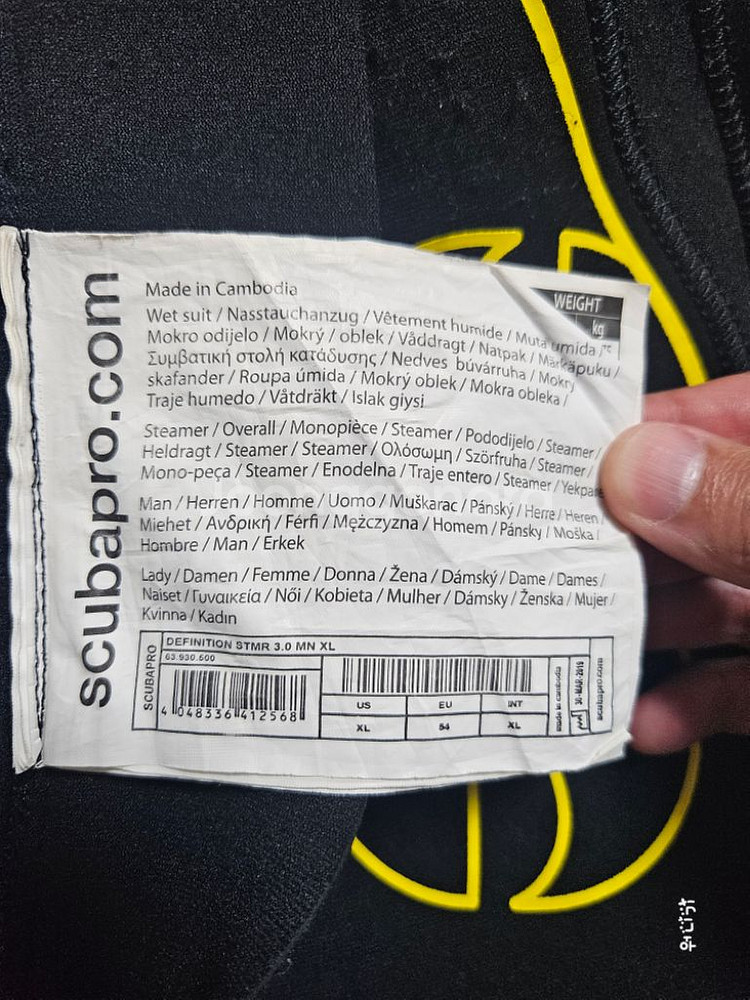 scubapro.com
Made in Cambodia
WEIGHT
kg
Wet suit / Nasstauchanzug / Vêtement humide / Muta umida /
Mokro odijelo / Mokrý / oblek / Våddragt / Natpak / Märkäpuku /
Συμβατική στολή κατάδυσης / Nedves búvárruha / Mokry
skafander / Roupa úmida / Mokrý oblek / Mokra obleka /
Traje humedo / Våtdräkt / Islak giysi
Steamer / Overall / Monopièce / Steamer / Pododijelo / Steamer /
Heldragt / Steamer / Steamer / Ολόσωμη / Szörfruha / Steamer /
Mono-peça / Steamer / Enodelna / Traje entero / Steamer /
Man / Herren / Homme / Uomo / Muškarac / Pánský / Herre / Heren /
Miehet / Ανδρική / Férfi / Mężczyzna / Homem / Pánsky / Moška /
Hombre / Man / Erkek
Lady / Damen / Femme / Donna / Žena / Dámský / Dame / Dames /
Naiset / Γυναικεία / Női / Kobieta / Mulher / Dámsky / Ženska / Mujer /
Kvinna / Kadın
SCUBAPRO
DEFINITION STMR 3.0 MN XL
63.930.600
4 048336 412568
US EU INT
XL 54 XL
made in cambodia
30-MAR-2019
scubapro.com